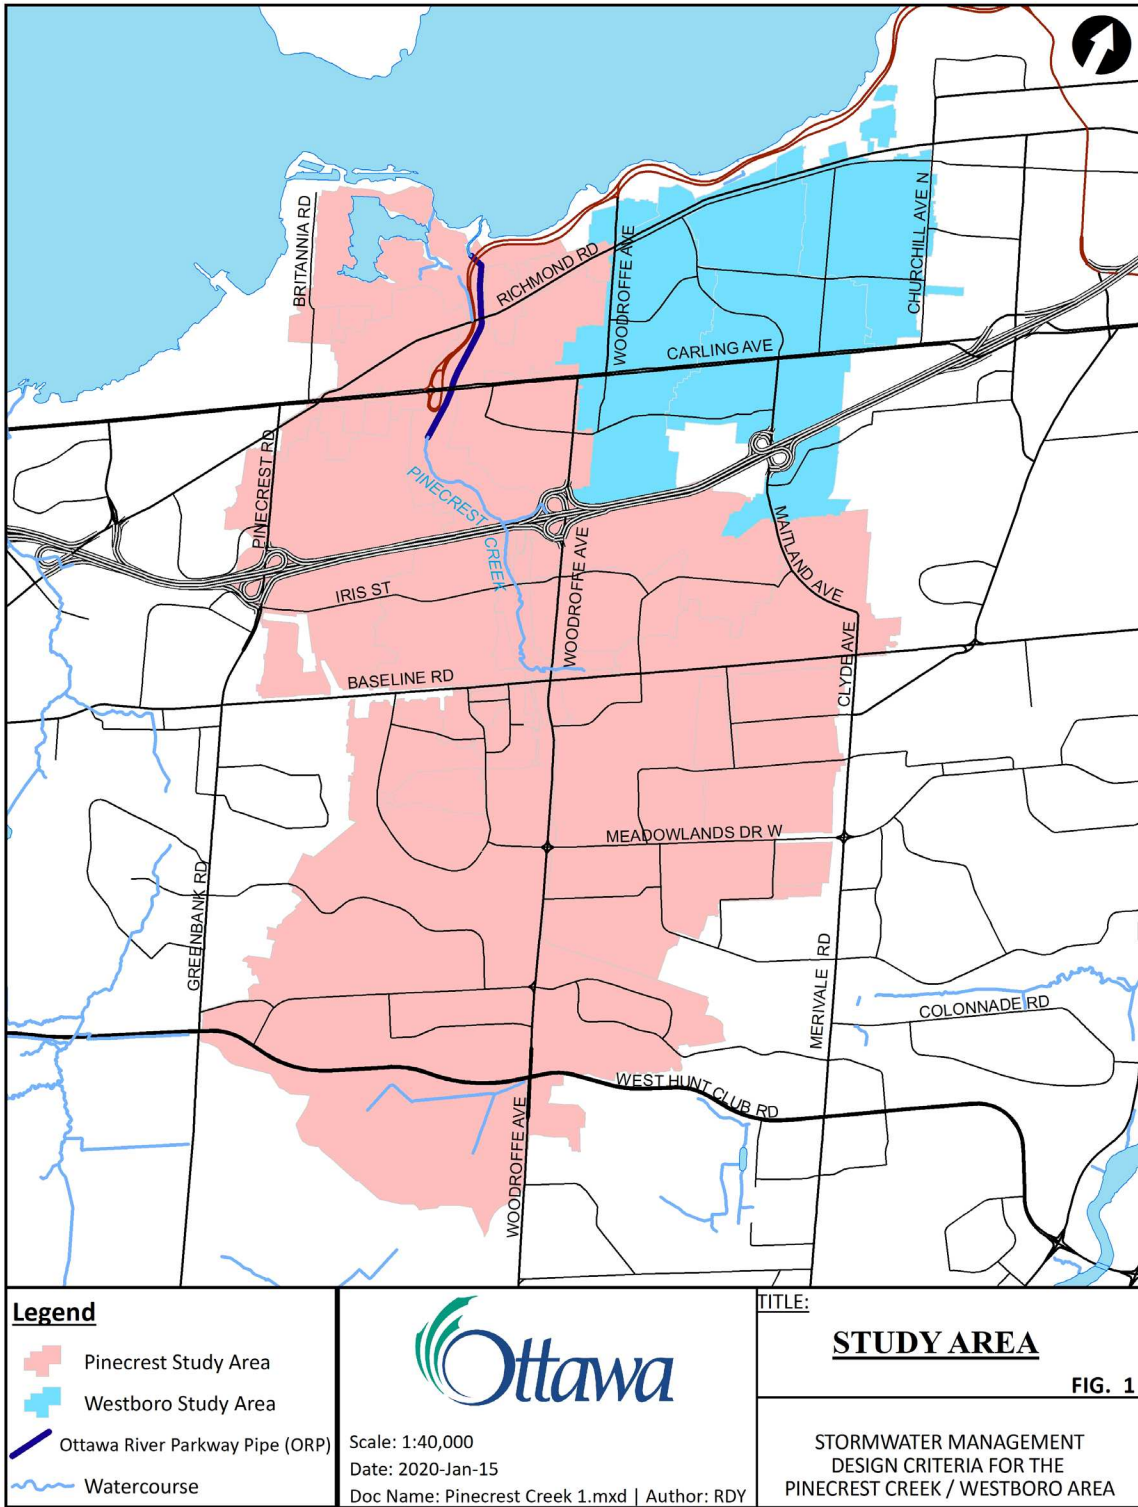 BRITANNIA RD
RICHMOND RD
WOODROFFE AVE
CHURCHILL AVE N
CARLING AVE
PINECREST RD
PINECREST
CREEK
WOODROFFE AVE
MAITLAND AVE
IRIS ST
BASELINE RD
CLYDE AVE
MEADOWLANDS DR W
GREENBANK RD
MERIVALE RD
COLONNADE RD
WEST HUNT CLUB RD
WOODROFFE AVE
Legend
Pinecrest Study Area
Westboro Study Area
Ottawa River Parkway Pipe (ORP)
Watercourse
Ottawa
Scale: 1:40,000
Date: 2020-Jan-15
Doc Name: Pinecrest Creek 1.mxd | Author: RDY
TITLE:
STUDY AREA
FIG. 1
STORMWATER MANAGEMENT
DESIGN CRITERIA FOR THE
PINECREST CREEK / WESTBORO AREA